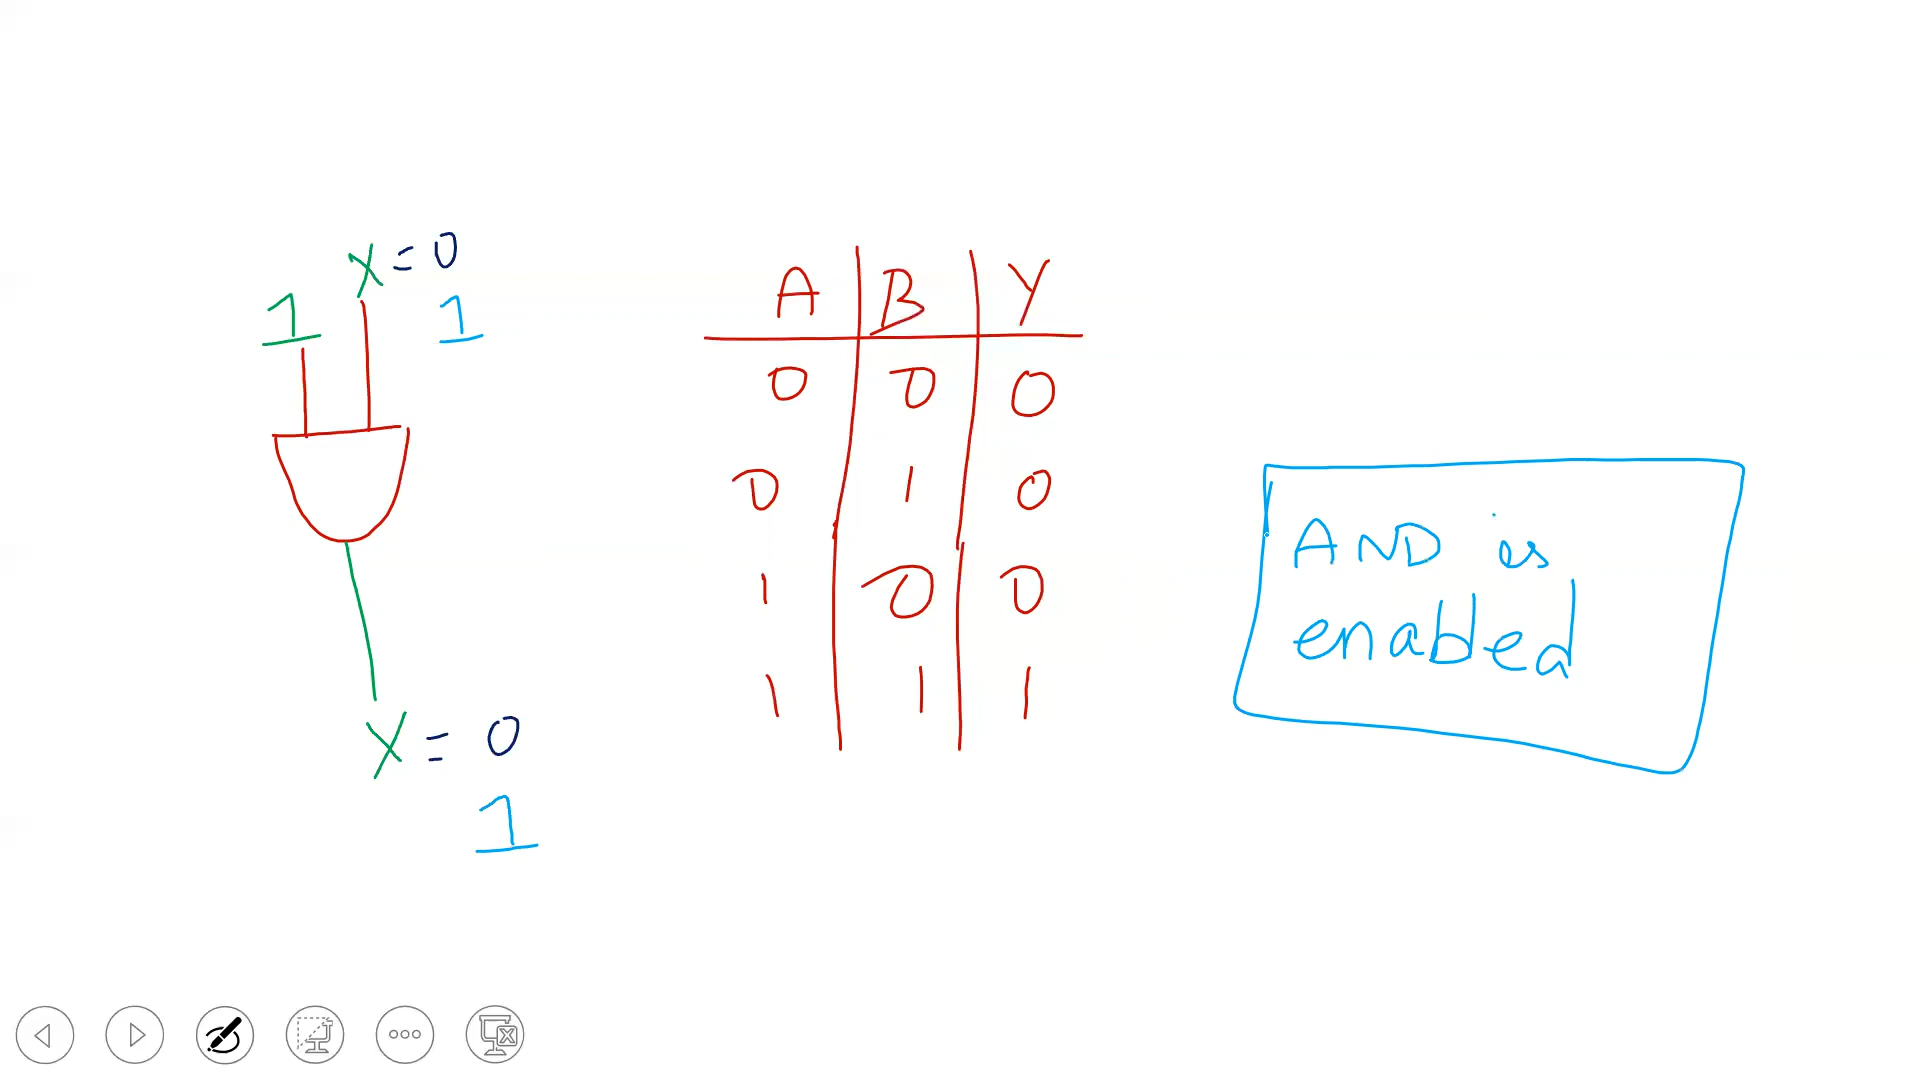 X = 0
1 1
X = 0
1
A B Y
0 0 0
0 1 0
1 0 0
1 1 1
AND is
enabled